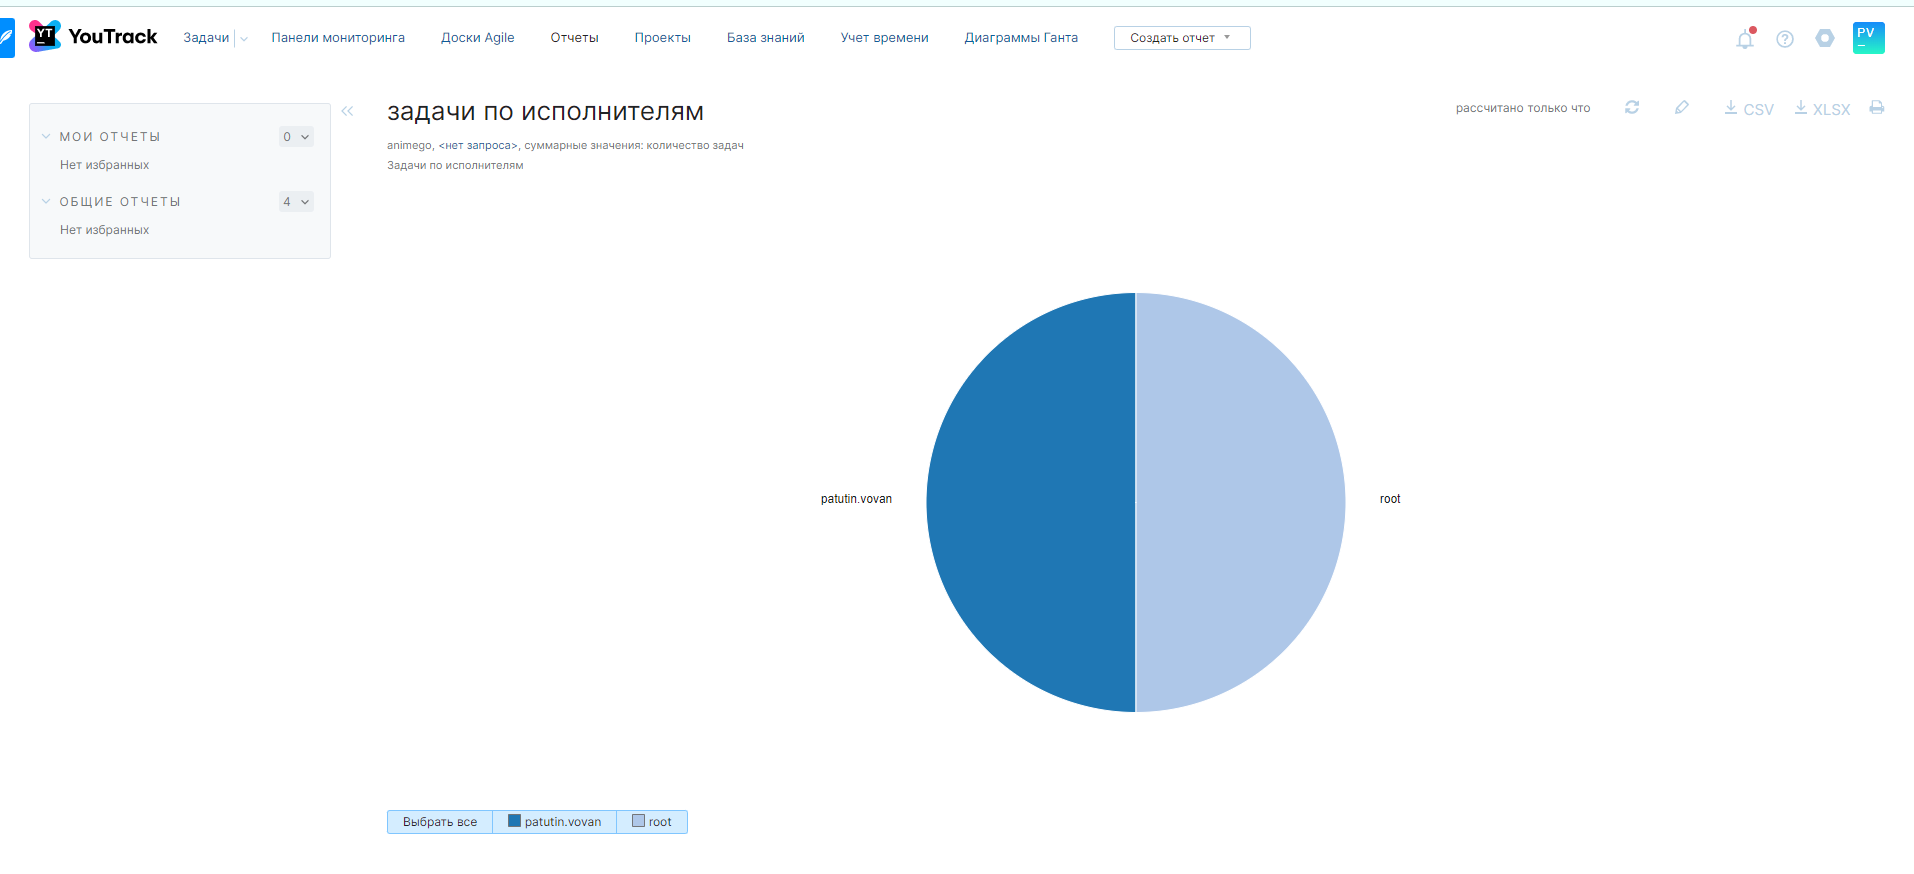 YT YouTrack Задачи Панели мониторинга Доски Agile Отчеты Проекты База знаний Учет времени Диаграммы Ганта Создать отчет PV
МОИ ОТЧЕТЫ 0
Нет избранных
ОБЩИЕ ОТЧЕТЫ 4
Нет избранных
задачи по исполнителям
рассчитано только что CSV XLSX
animego, <нет запроса>, суммарные значения: количество задач
Задачи по исполнителям
patutin.vovan root
Выбрать все patutin.vovan root